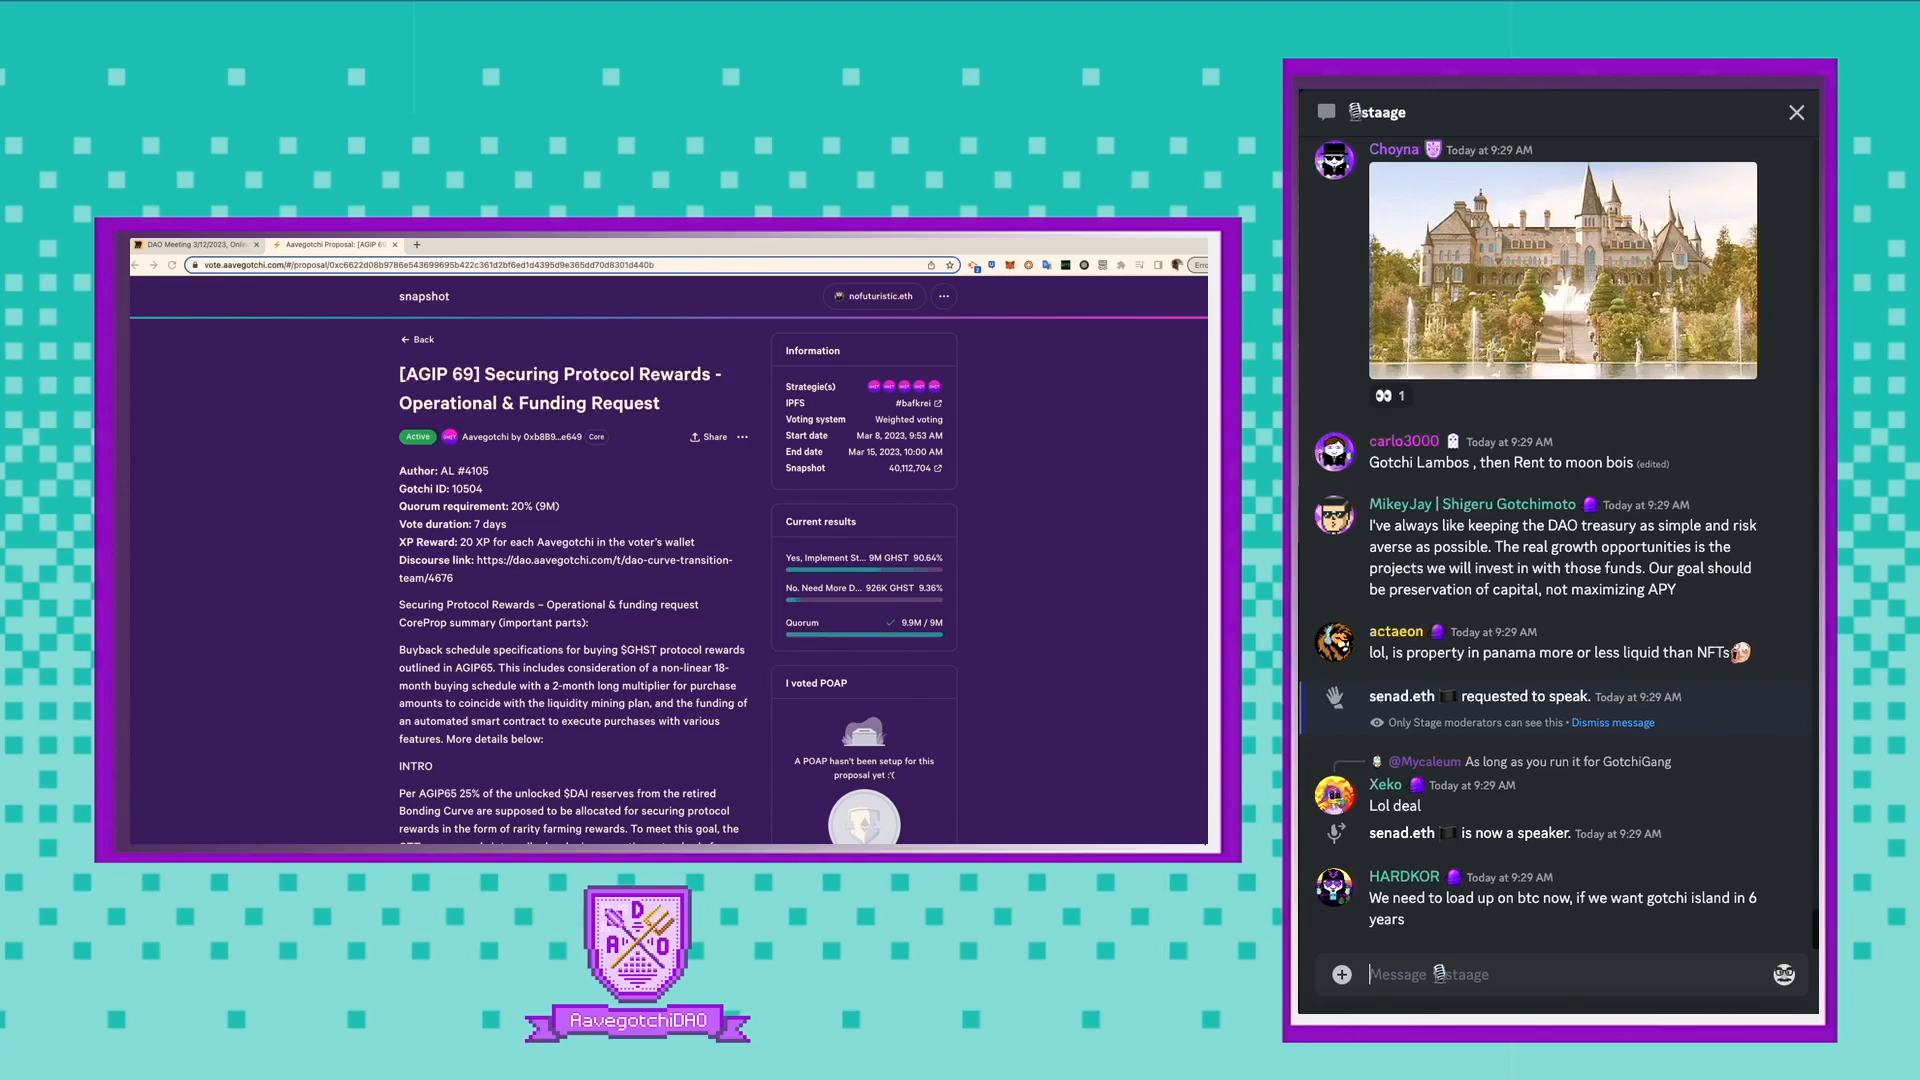 DAO Meeting 3/12/2023, Onlin
Aavegotchi Proposal: [AGIP 69
vote.aavegotchi.com/#/proposal/0xc6622d08b9786e543699695b422c361d2bf6ed1d4395d9e365dd70d8301d440b
Erro
snapshot
nofuturistic.eth
Back
[AGIP 69] Securing Protocol Rewards -
Operational & Funding Request
Active
Aavegotchi by 0xb8B9...e649
Core
Share
Author: AL #4105
Gotchi ID: 10504
Quorum requirement: 20% (9M)
Vote duration: 7 days
XP Reward: 20 XP for each Aavegotchi in the voter's wallet
Discourse link: https://dao.aavegotchi.com/t/dao-curve-transition-
team/4676
Securing Protocol Rewards – Operational & funding request
CoreProp summary (important parts):
Buyback schedule specifications for buying $GHST protocol rewards
outlined in AGIP65. This includes consideration of a non-linear 18-
month buying schedule with a 2-month long multiplier for purchase
amounts to coincide with the liquidity mining plan, and the funding of
an automated smart contract to execute purchases with various
features. More details below:
INTRO
Per AGIP65 25% of the unlocked $DAI reserves from the retired
Bonding Curve are supposed to be allocated for securing protocol
rewards in the form of rarity farming rewards. To meet this goal, the
Information
Strategie(s)
IPFS #bafkrei
Voting system Weighted voting
Start date Mar 8, 2023, 9:53 AM
End date Mar 15, 2023, 10:00 AM
Snapshot 40,112,704
Current results
Yes, Implement St... 9M GHST 90.64%
No. Need More D... 926K GHST 9.36%
Quorum 9.9M / 9M
I voted POAP
A POAP hasn't been setup for this
proposal yet :'(
D
A O
AavegotchiDAO
staage
Choyna Today at 9:29 AM
1
carlo3000 Today at 9:29 AM
Gotchi Lambos , then Rent to moon bois (edited)
MikeyJay | Shigeru Gotchimoto Today at 9:29 AM
I've always like keeping the DAO treasury as simple and risk
averse as possible. The real growth opportunities is the
projects we will invest in with those funds. Our goal should
be preservation of capital, not maximizing APY
actaeon Today at 9:29 AM
lol, is property in panama more or less liquid than NFTs
senad.eth requested to speak. Today at 9:29 AM
Only Stage moderators can see this • Dismiss message
@Mycaleum As long as you run it for GotchiGang
Xeko Today at 9:29 AM
Lol deal
senad.eth is now a speaker. Today at 9:29 AM
HARDKOR Today at 9:29 AM
We need to load up on btc now, if we want gotchi island in 6
years
Message staage